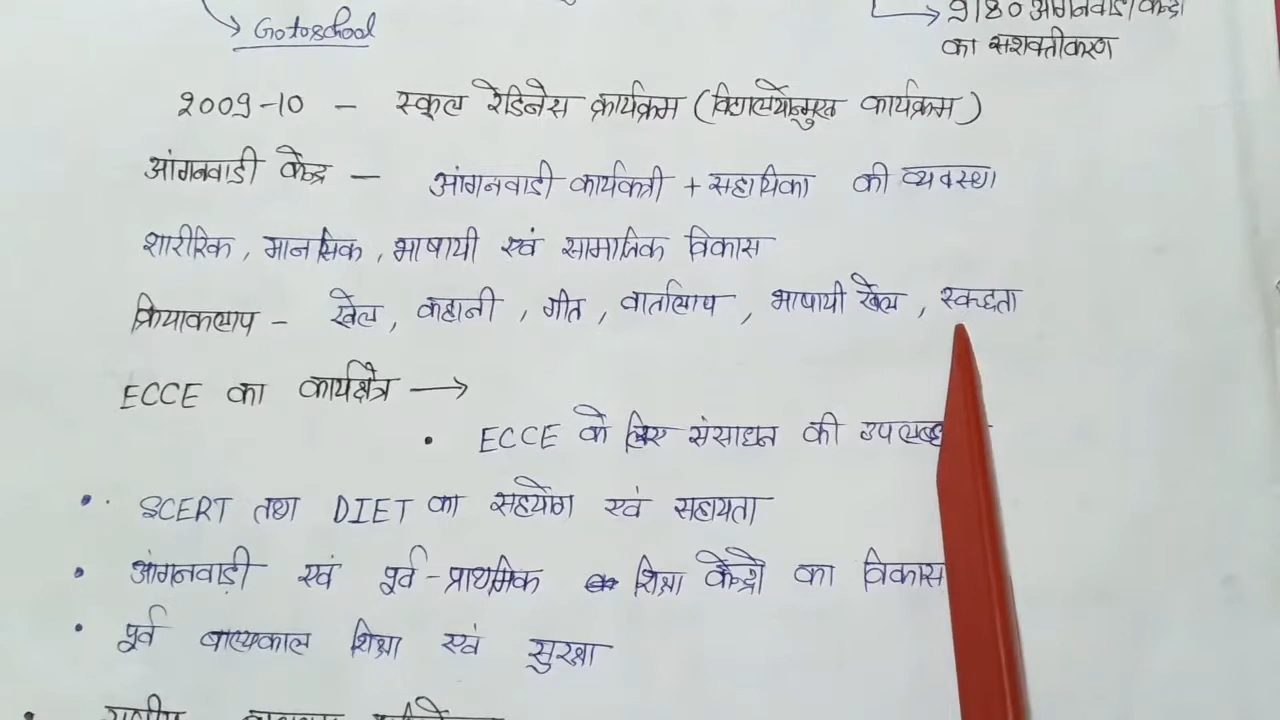 Gotoschool
→ 9180 आंगनवाडी केन्द्रो
का सशक्तीकरण
2009-10 - स्कूल रेडिनेस कार्यक्रम (विद्यालयोन्मुख कार्यक्रम)
आंगनवाडी केन्द्र - आंगनवाडी कार्यकत्री + सहायिका की व्यवस्था
शारीरिक, मानसिक, भाषायी एवं सामाजिक विकास
क्रियाकलाप - खेल, कहानी, गीत, वार्तालाप, भाषायी खेल, स्वच्छता
ECCE का कार्यक्षेत्र →
• ECCE के लिए संसाधन की
• SCERT तथा DIET का सहयोग एवं सहायता
• आंगनवाड़ी एवं पूर्व-प्राथमिक शिक्षा केंद्रों का विकास
• पूर्व बाल्यकाल शिक्षा एवं सुरक्षा